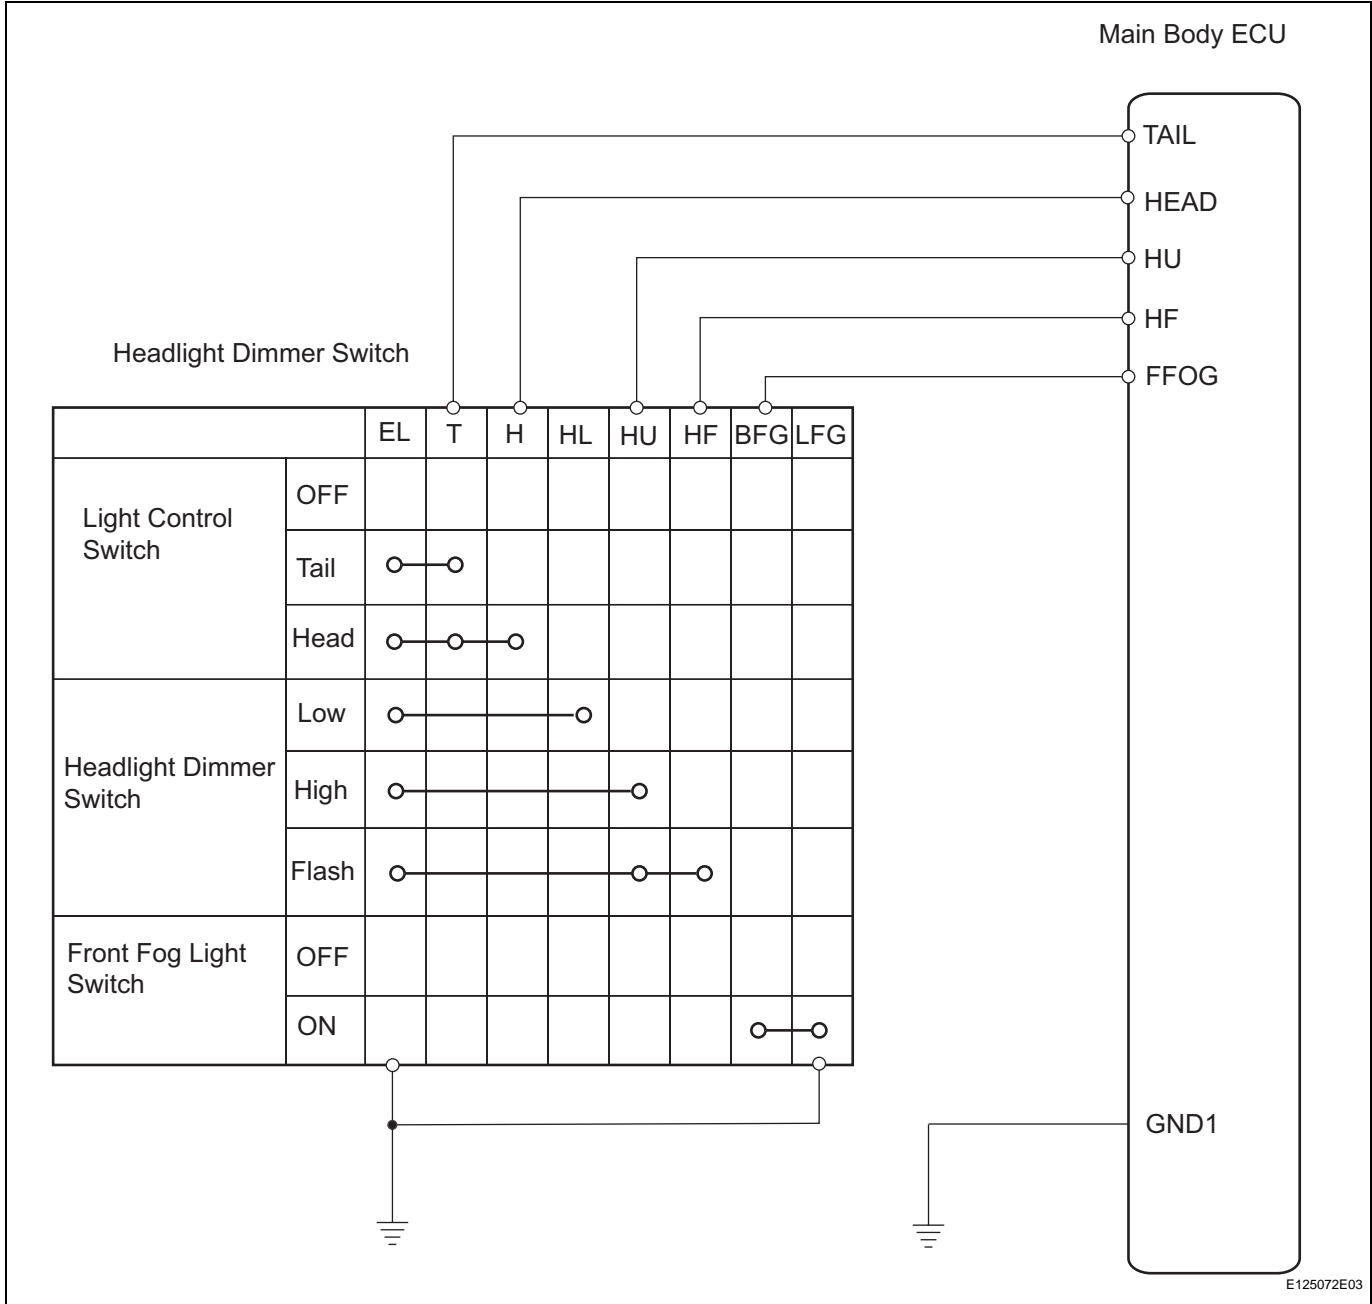 Main Body ECU
TAIL
HEAD
HU
HF
FFOG
Headlight Dimmer Switch
EL T H HL HU HF BFG LFG
Light Control
Switch
OFF
Tail
Head
Headlight Dimmer
Switch
Low
High
Flash
Front Fog Light
Switch
OFF
ON
GND1
E125072E03